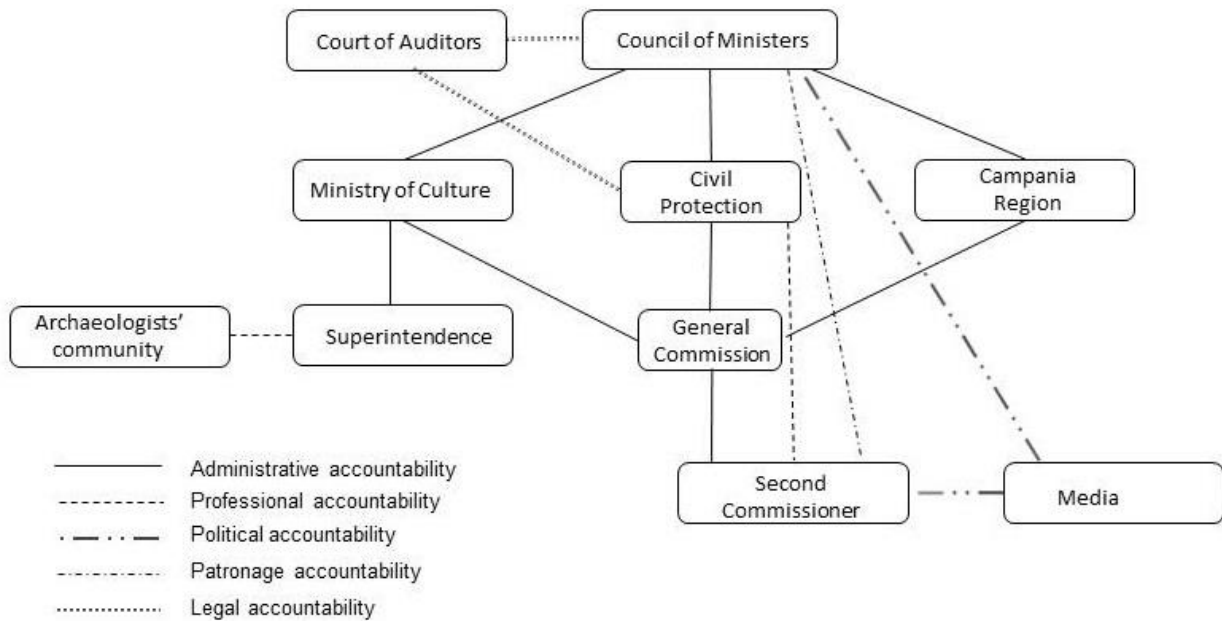 Court of Auditors
Council of Ministers
Ministry of Culture
Civil
Protection
Campania
Region
Archaeologists’
community
Superintendence
General
Commission
Second
Commissioner
Media
Administrative accountability
Professional accountability
Political accountability
Patronage accountability
Legal accountability